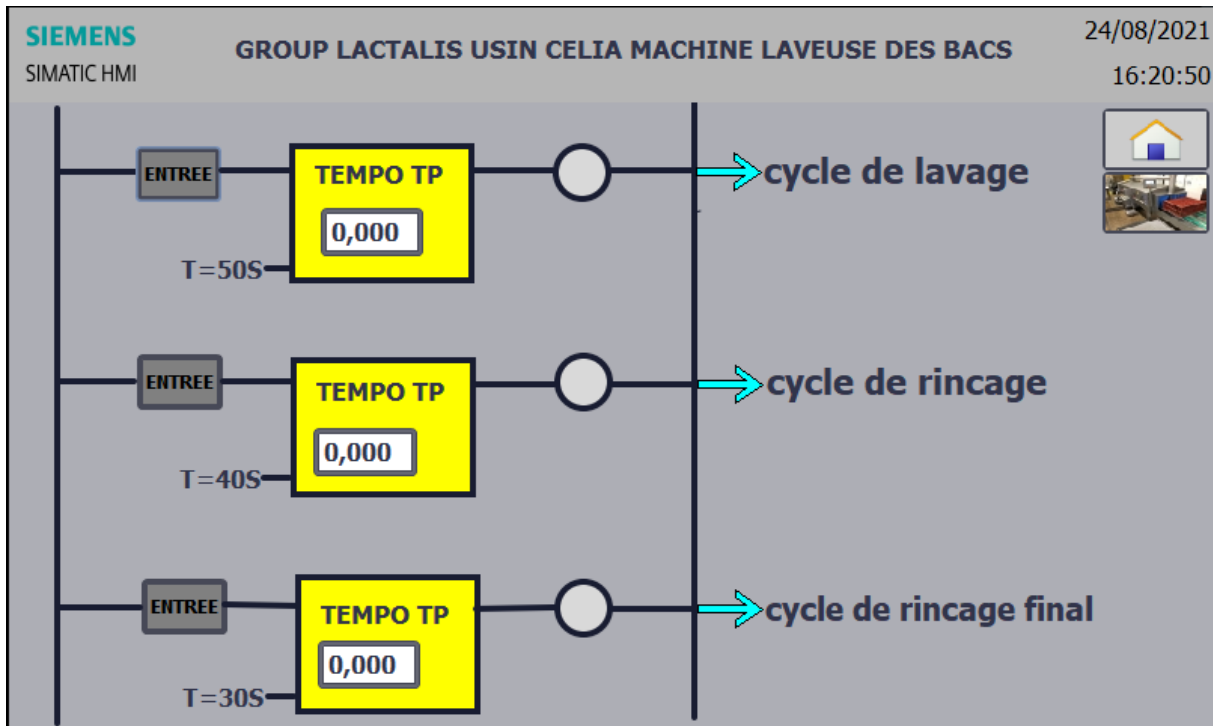 SIEMENS
SIMATIC HMI
GROUP LACTALIS USIN CELIA MACHINE LAVEUSE DES BACS
24/08/2021
16:20:50
ENTREE
TEMPO TP
0,000
T=50S
cycle de lavage
ENTREE
TEMPO TP
0,000
T=40S
cycle de rincage
ENTREE
TEMPO TP
0,000
T=30S
cycle de rincage final